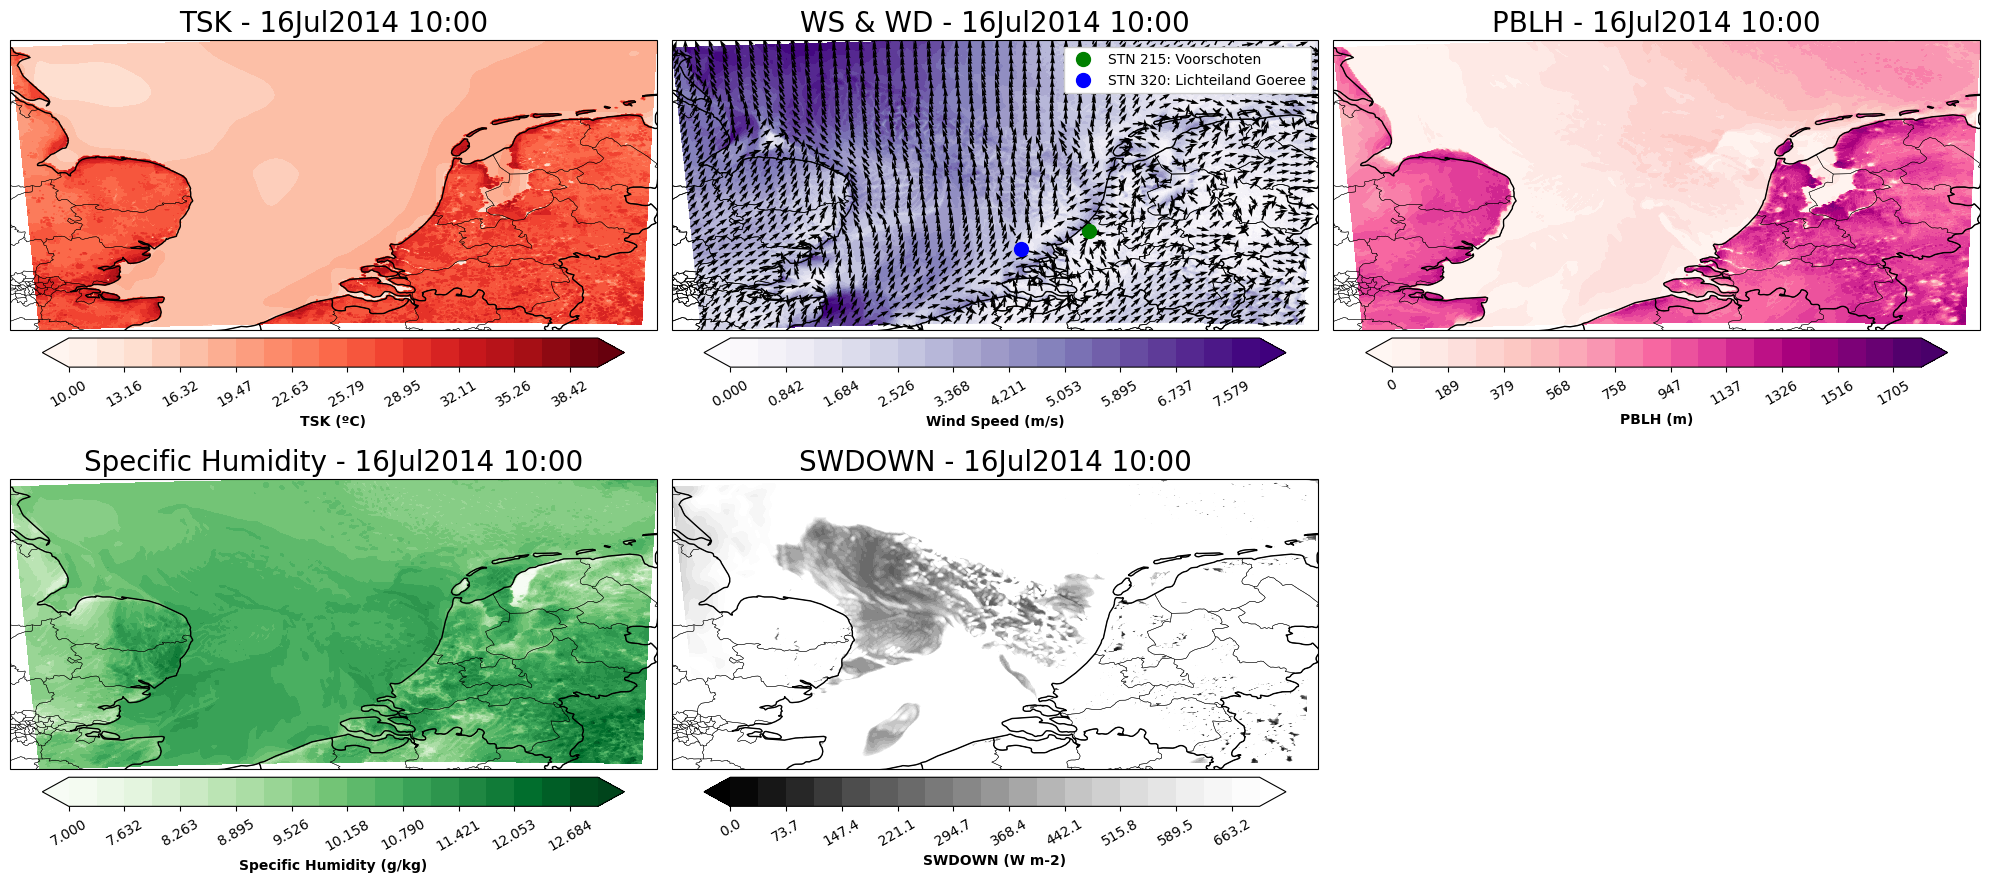 TSK - 16Jul2014 10:00
WS & WD - 16Jul2014 10:00
PBLH - 16Jul2014 10:00
STN 215: Voorschoten
STN 320: Lichteiland Goeree
10.00 13.16 16.32 19.47 22.63 25.79 28.95 32.11 35.26 38.42
TSK (ºC)
0.000 0.842 1.684 2.526 3.368 4.211 5.053 5.895 6.737 7.579
Wind Speed (m/s)
0 189 379 568 758 947 1137 1326 1516 1705
PBLH (m)
Specific Humidity - 16Jul2014 10:00
SWDOWN - 16Jul2014 10:00
7.000 7.632 8.263 8.895 9.526 10.158 10.790 11.421 12.053 12.684
Specific Humidity (g/kg)
0.0 73.7 147.4 221.1 294.7 368.4 442.1 515.8 589.5 663.2
SWDOWN (W m-2)